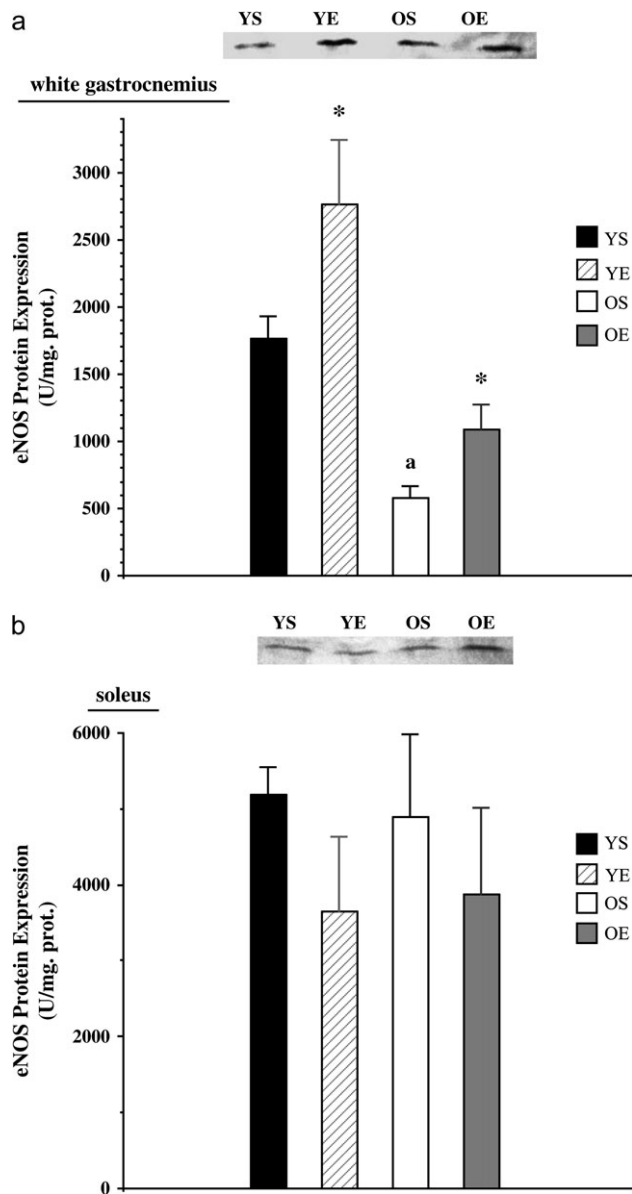 a
YS YE OS OE
white gastrocnemius
*
3000
2500
2000
1500
1000
500
0
eNOS Protein Expression
(U/mg. prot.)
a
*
YS
YE
OS
OE
b
YS YE OS OE
soleus
6000
4000
2000
0
eNOS Protein Expression
(U/mg. prot.)
YS
YE
OS
OE